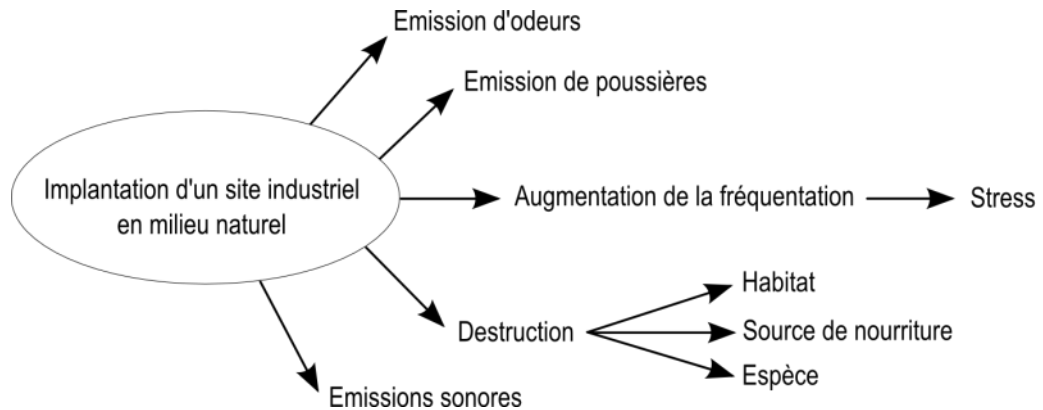 Emission d'odeurs
Emission de poussières
Implantation d'un site industriel
en milieu naturel
Augmentation de la fréquentation
Stress
Destruction
Habitat
Source de nourriture
Espèce
Emissions sonores